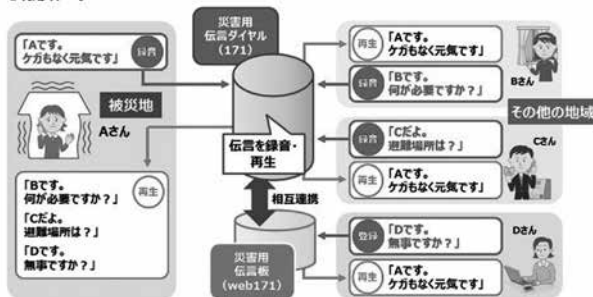 「Aです。
ケガもなく元気です」
録音
被災地
Aさん
「Bです。
何が必要ですか？」
「Cだよ。
避難場所は？」
「Dです。
無事ですか？」
再生
災害用
伝言ダイヤル
（171）
伝言を録音・
再生
相互連携
災害用
伝言板
（web171）
再生
「Aです。
ケガもなく元気です」
録音
「Bです。
何が必要ですか？」
Bさん
その他の地域
録音
「Cだよ。
避難場所は？」
再生
「Aです。
ケガもなく元気です」
Cさん
登録
「Dです。
無事ですか？」
再生
「Aです。
ケガもなく元気です」
Dさん